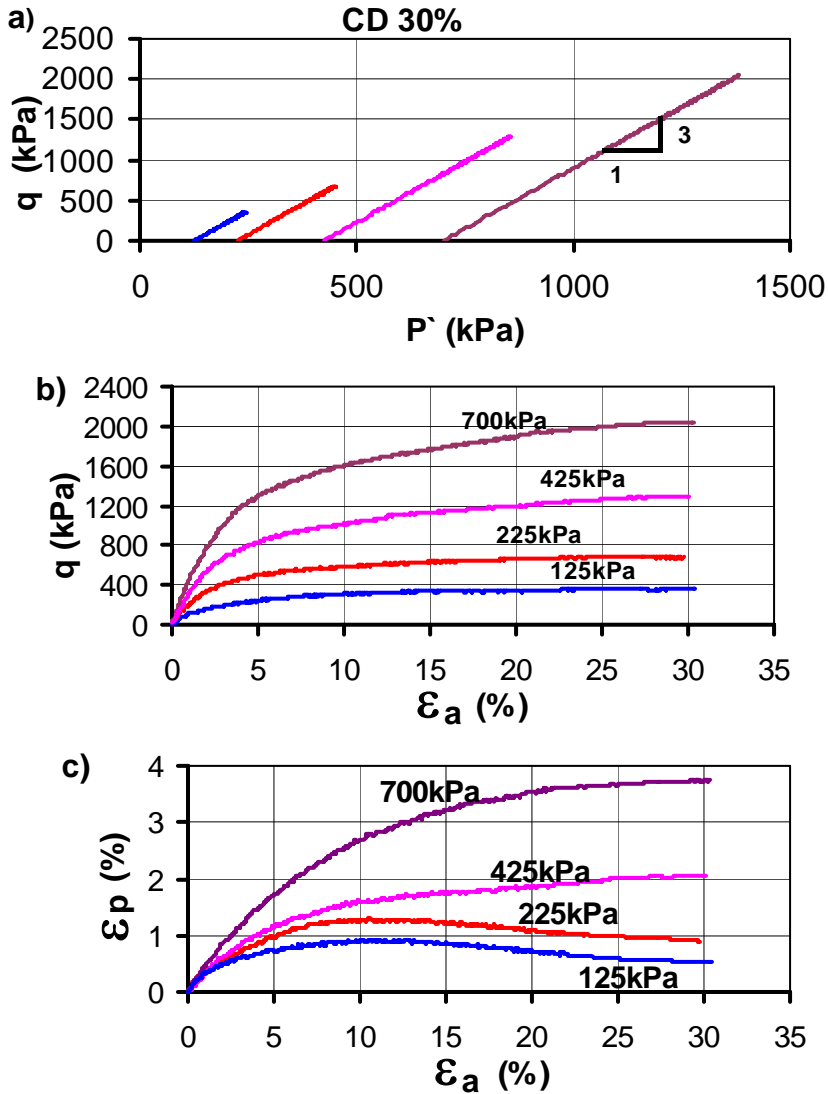 a)
CD 30%
2500
2000
1500
1000
500
0
q (kPa)
3
1
0 500 1000 1500
P` (kPa)
b)
2400
2000
1600
1200
800
400
0
q (kPa)
700kPa
425kPa
225kPa
125kPa
0 5 10 15 20 25 30 35
εa (%)
c)
4
3
2
1
0
εp (%)
700kPa
425kPa
225kPa
125kPa
0 5 10 15 20 25 30 35
εa (%)